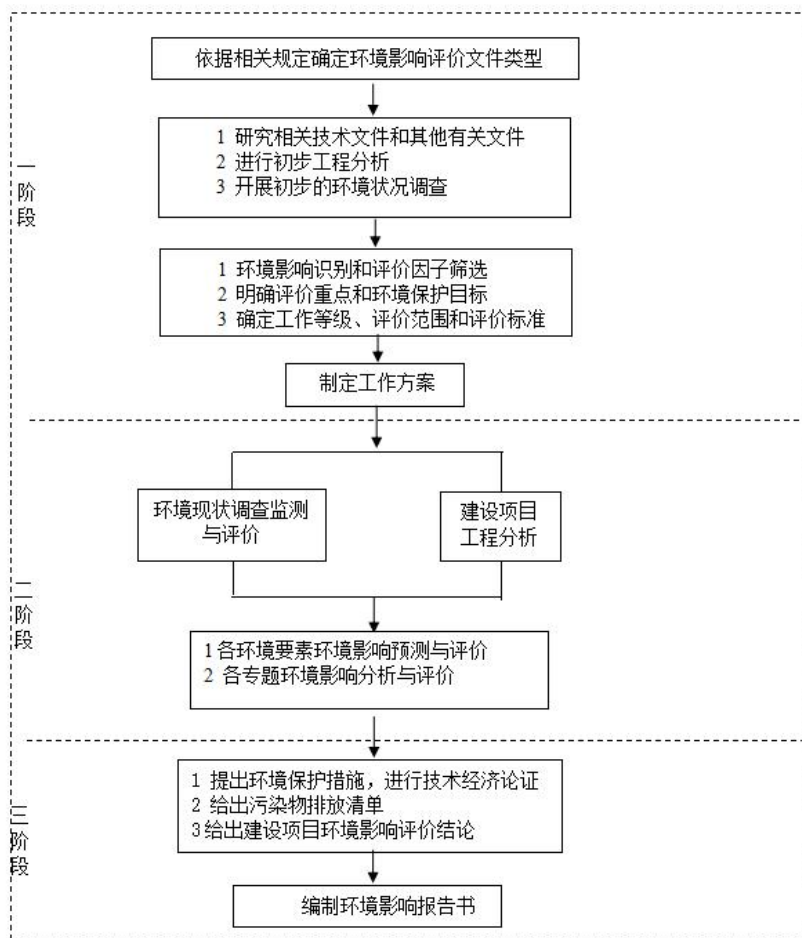 依据相关规定确定环境影响评价文件类型
1 研究相关技术文件和其他有关文件
2 进行初步工程分析
3 开展初步的环境状况调查
一阶段
1 环境影响识别和评价因子筛选
2 明确评价重点和环境保护目标
3 确定工作等级、评价范围和评价标准
制定工作方案
环境现状调查监测
与评价
建设项目
工程分析
二阶段
1各环境要素环境影响预测与评价
2 各专题环境影响分析与评价
三阶段
1 提出环境保护措施，进行技术经济论证
2 给出污染物排放清单
3给出建设项目环境影响评价结论
编制环境影响报告书